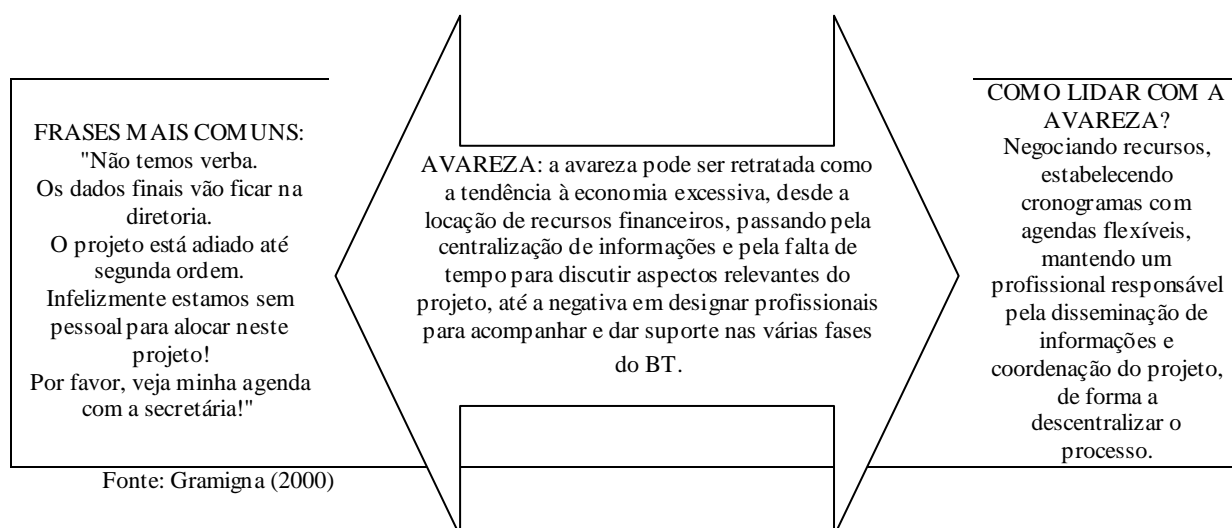 FRASES MAIS COMUNS:
"Não temos verba.
Os dados finais vão ficar na
diretoria.
O projeto está adiado até
segunda ordem.
Infelizmente estamos sem
pessoal para alocar neste
projeto!
Por favor, veja minha agenda
com a secretária!"
AVAREZA: a avareza pode ser retratada como
a tendência à economia excessiva, desde a
locação de recursos financeiros, passando pela
centralização de informações e pela falta de
tempo para discutir aspectos relevantes do
projeto, até a negativa em designar profissionais
para acompanhar e dar suporte nas várias fases
do BT.
COMO LIDAR COM A
AVAREZA?
Negociando recursos,
estabelecendo
cronogramas com
agendas flexíveis,
mantendo um
profissional responsável
pela disseminação de
informações e
coordenação do projeto,
de forma a
descentralizar o
processo.
Fonte: Gramigna (2000)